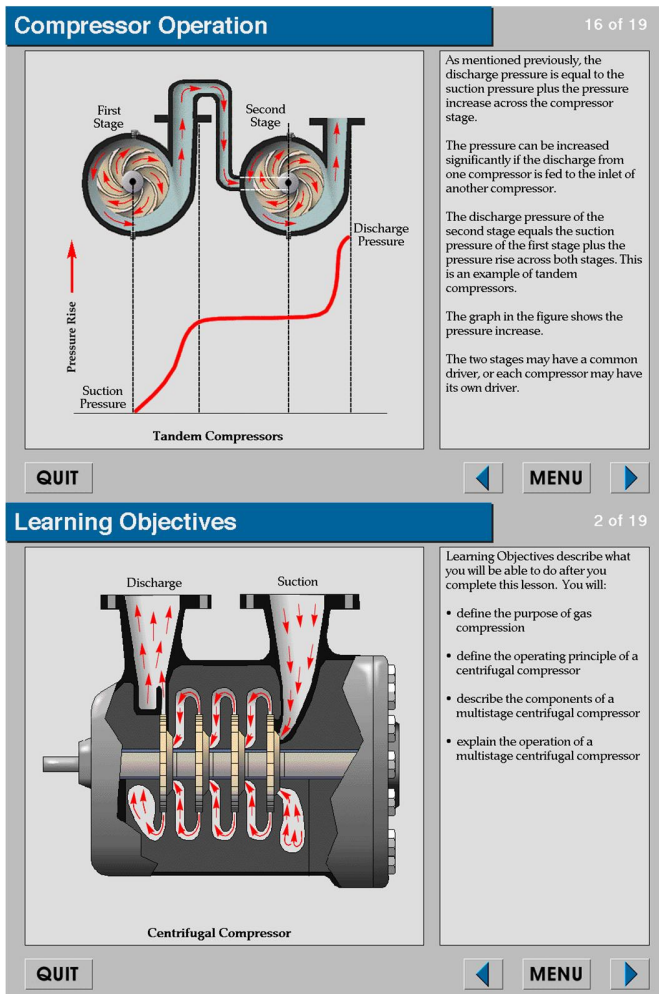 Compressor Operation
16 of 19
First
Stage
Second
Stage
Discharge
Pressure
Pressure Rise
Suction
Pressure
Tandem Compressors
As mentioned previously, the
discharge pressure is equal to the
suction pressure plus the pressure
increase across the compressor
stage.
The pressure can be increased
significantly if the discharge from
one compressor is fed to the inlet of
another compressor.
The discharge pressure of the
second stage equals the suction
pressure of the first stage plus the
pressure rise across both stages. This
is an example of tandem
compressors.
The graph in the figure shows the
pressure increase.
The two stages may have a common
driver, or each compressor may have
its own driver.
QUIT
MENU
Learning Objectives
2 of 19
Discharge
Suction
Centrifugal Compressor
Learning Objectives describe what
you will be able to do after you
complete this lesson. You will:
• define the purpose of gas
compression
• define the operating principle of a
centrifugal compressor
• describe the components of a
multistage centrifugal compressor
• explain the operation of a
multistage centrifugal compressor
QUIT
MENU